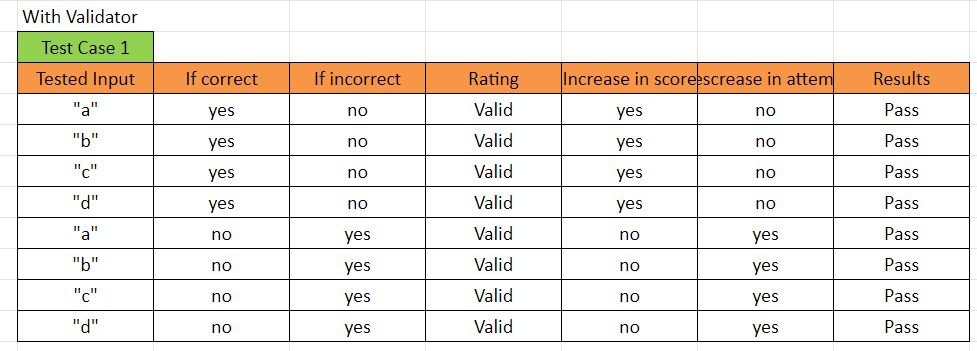 With Validator
Test Case 1
Tested Input If correct If incorrect Rating Increase in score escrease in attem Results
"a" yes no Valid yes no Pass
"b" yes no Valid yes no Pass
"c" yes no Valid yes no Pass
"d" yes no Valid yes no Pass
"a" no yes Valid no yes Pass
"b" no yes Valid no yes Pass
"c" no yes Valid no yes Pass
"d" no yes Valid no yes Pass